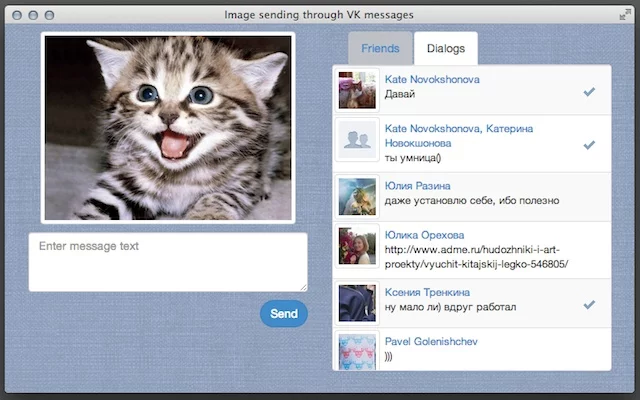 Image sending through VK messages
Enter message text
Send
Friends
Dialogs
Kate Novokshonova
Давай
Kate Novokshonova, Катерина
Новокшонова
ты умница()
Юлия Разина
даже установлю себе, ибо полезно
Юлика Орехова
http://www.adme.ru/hudozhniki-i-art-
proekty/vyuchit-kitajskij-legko-546805/
Ксения Тренкина
ну мало ли) вдруг работал
Pavel Golenishchev
)))